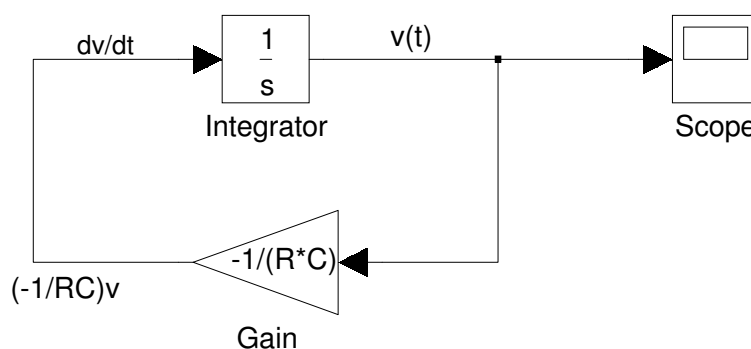 dv/dt
1
s
v(t)
Integrator
Scope
-1/(R*C)
(-1/RC)v
Gain